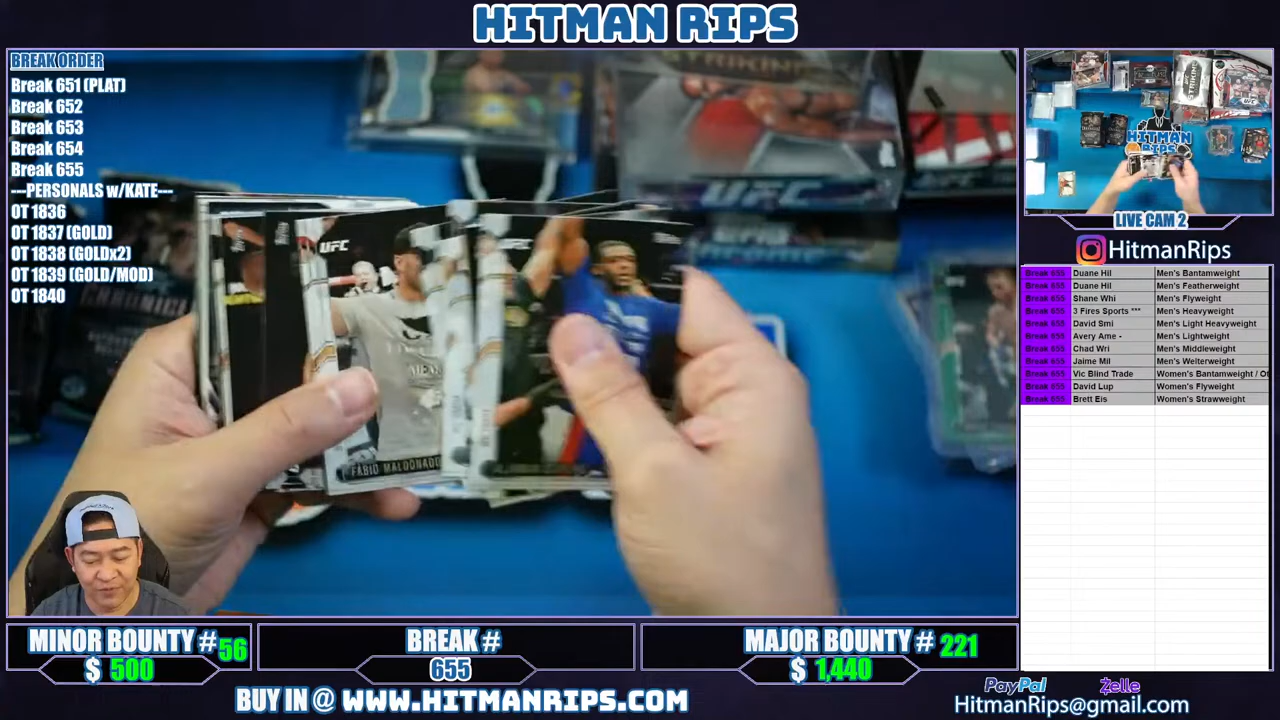 HITMAN RIPS
BREAK ORDER
Break 651 (PLAT)
Break 652
Break 653
Break 654
Break 655
---PERSONALS w/KATE---
OT 1836
OT 1837 (GOLD)
OT 1838 (GOLDx2)
OT 1839 (GOLD/MOD)
OT 1840
STRIKING
UFC
UFC
FABIO MALDONADO
HITMAN
RIPS
LIVE CAM 2
HitmanRips
Break 655 Duane Hil Men's Bantamweight
Break 655 Duane Hil Men's Featherweight
Break 655 Shane Whi Men's Flyweight
Break 655 3 Fires Sports *** Men's Heavyweight
Break 655 David Smi Men's Light Heavyweight
Break 655 Avery Ame - Men's Lightweight
Break 655 Chad Wri Men's Middleweight
Break 655 Jaime Mil Men's Welterweight
Break 655 Vic Blind Trade Women's Bantamweight / Ot
Break 655 David Lup Women's Flyweight
Break 655 Brett Eis Women's Strawweight
MINOR BOUNTY # 56
$ 500
BREAK #
655
MAJOR BOUNTY # 221
$ 1,440
BUY IN @ WWW.HITMANRIPS.COM
PayPal Zelle
HitmanRips@gmail.com